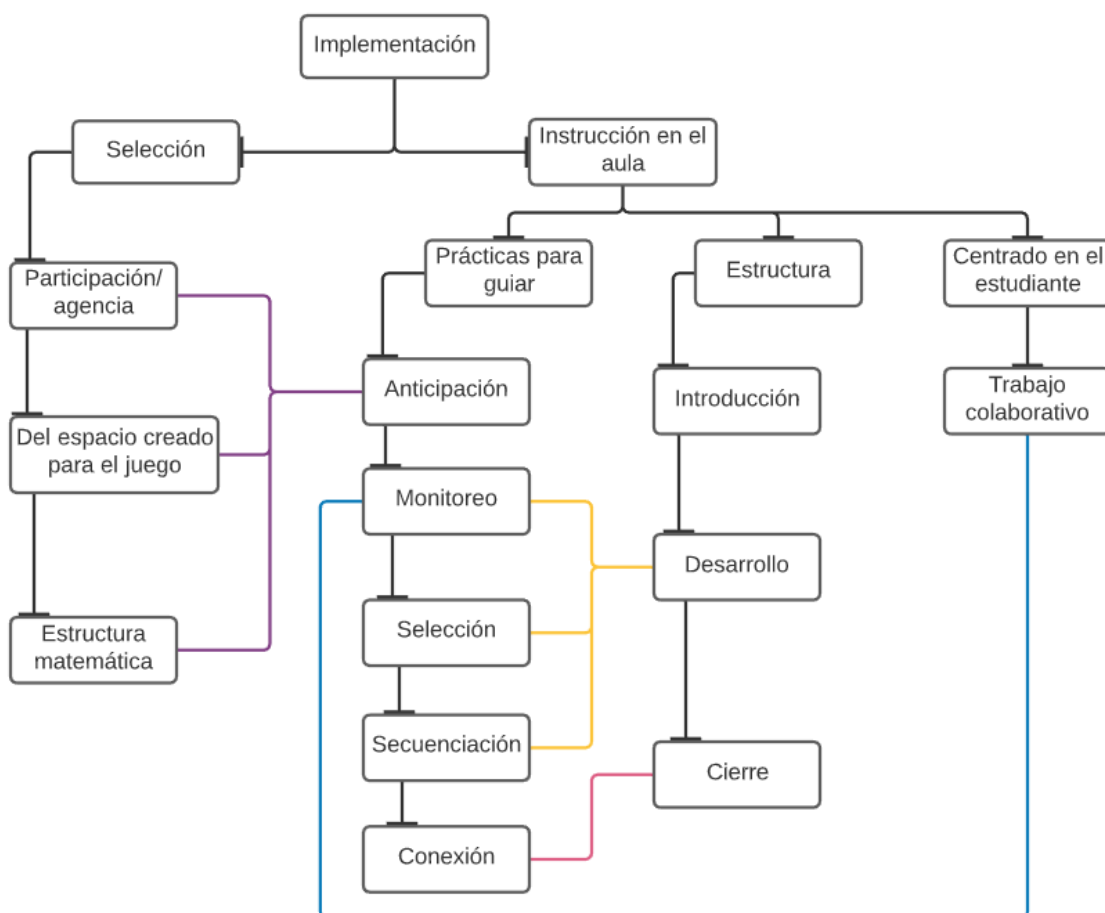 Implementación
Selección
Instrucción en el
aula
Prácticas para
guiar
Estructura
Centrado en el
estudiante
Participación/
agencia
Anticipación
Introducción
Trabajo
colaborativo
Del espacio creado
para el juego
Monitoreo
Desarrollo
Selección
Estructura
matemática
Secuenciación
Cierre
Conexión